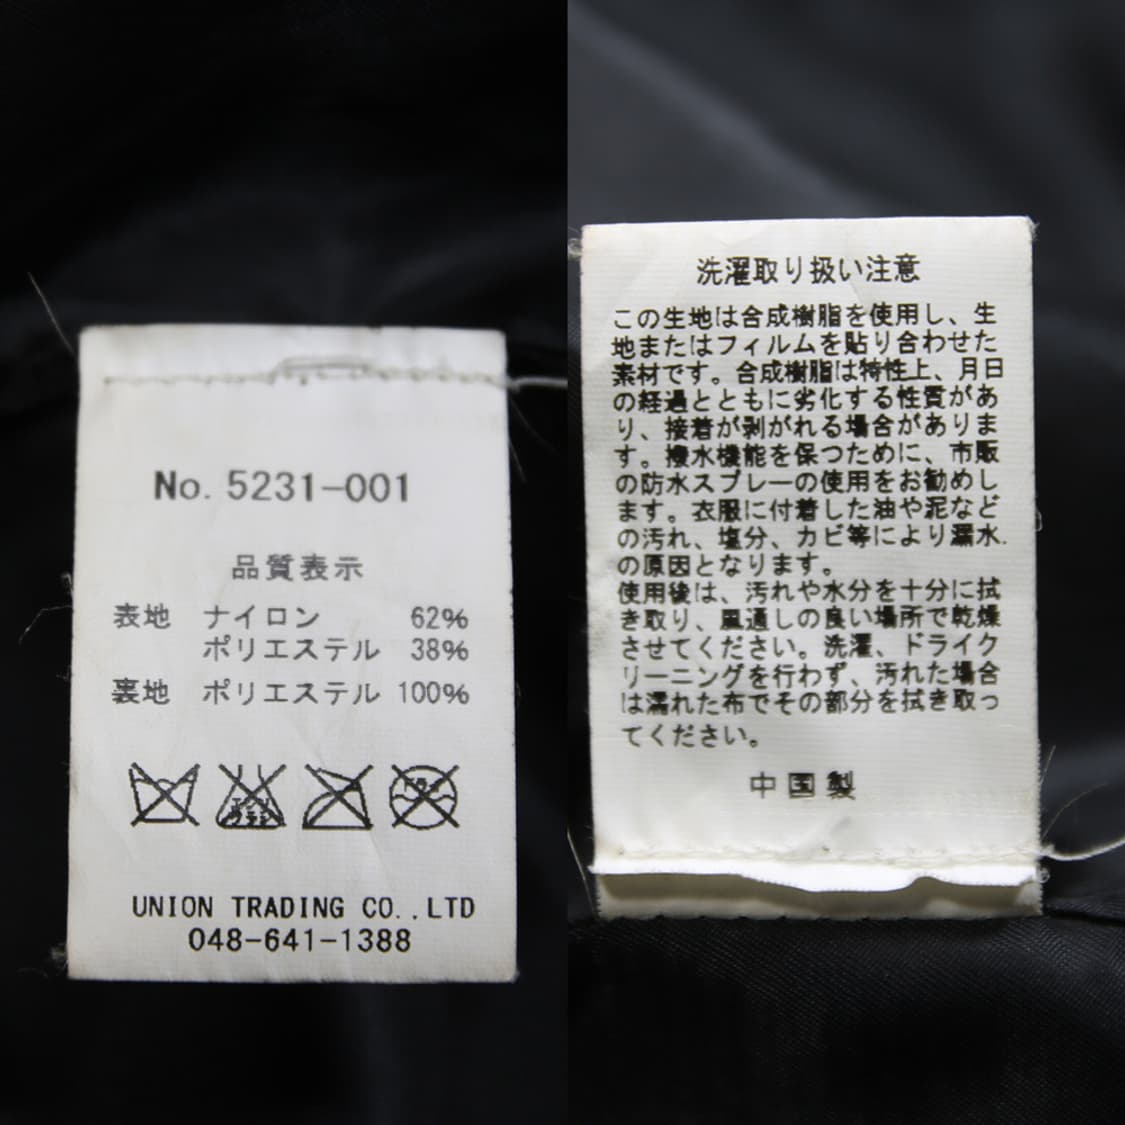 No. 5231-001
品質表示
表地 ナイロン 62%
ポリエステル 38%
裏地 ポリエステル 100%
UNION TRADING CO.,LTD
048-641-1388
洗濯取り扱い注意
この生地は合成樹脂を使用し、生
地またはフィルムを貼り合わせた
素材です。合成樹脂は特性上、月日
の経過とともに劣化する性質があ
り、接着が剥がれる場合がありま
す。撥水機能を保つために、市販
の防水スプレーの使用をお勧めし
ます。衣服に付着した油や泥など
の汚れ、塩分、カビ等により漏水
の原因となります。
使用後は、汚れや水分を十分に拭
き取り、風通しの良い場所で乾燥
させてください。洗濯、ドライク
リーニングを行わず、汚れた場合
は濡れた布でその部分を拭き取っ
てください。
中国製